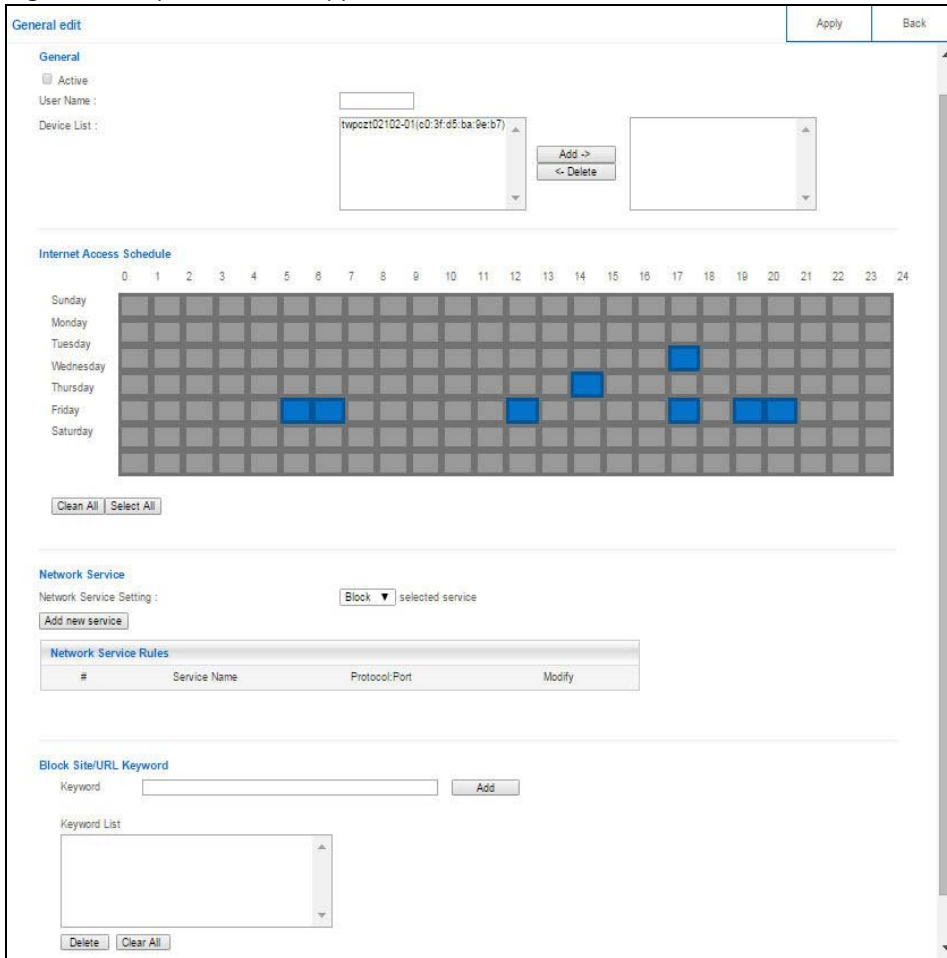 General edit Apply Back
General
Active
User Name :
Device List : twpczt02102-01(c0:3f:d5:ba:9e:b7)
Add ->
<- Delete
Internet Access Schedule
0 1 2 3 4 5 6 7 8 9 10 11 12 13 14 15 16 17 18 19 20 21 22 23 24
Sunday
Monday
Tuesday
Wednesday
Thursday
Friday
Saturday
Clean All Select All
Network Service
Network Service Setting : Block ▼ selected service
Add new service
Network Service Rules
# Service Name Protocol:Port Modify
Block Site/URL Keyword
Keyword Add
Keyword List
Delete Clear All